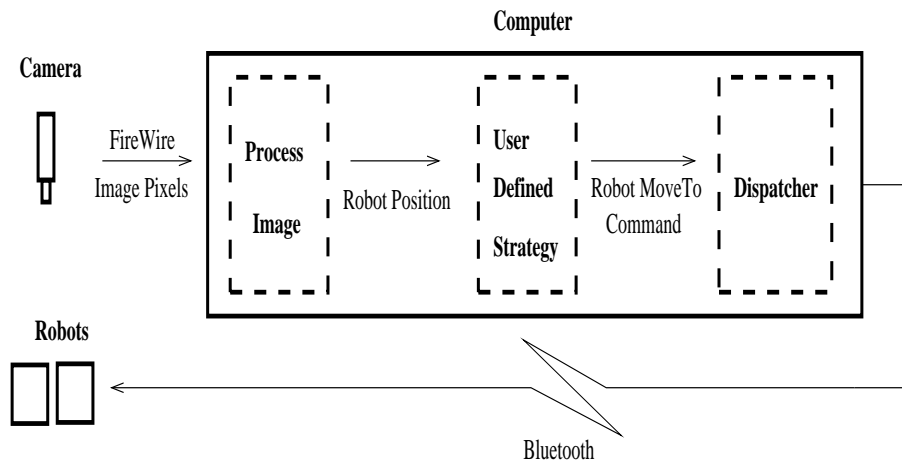 Computer
Camera
FireWire
Image Pixels
Process
Image
Robot Position
User
Defined
Strategy
Robot MoveTo
Command
Dispatcher
Robots
Bluetooth